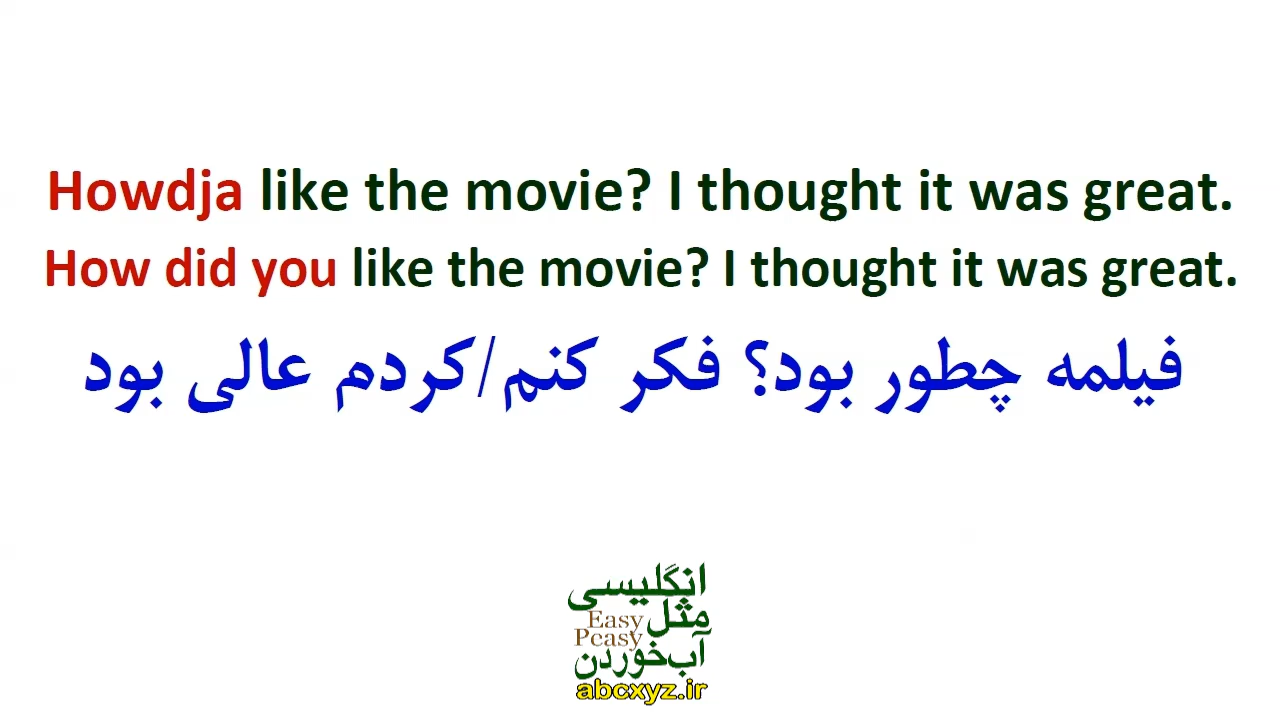 Howdja like the movie? I thought it was great.
How did you like the movie? I thought it was great.
فیلمه چطور بود؟ فکر کنم/کردم عالی بود
انگلیسی
مثل
Easy
Peasy
آب‌خوردن
abcxyz.ir